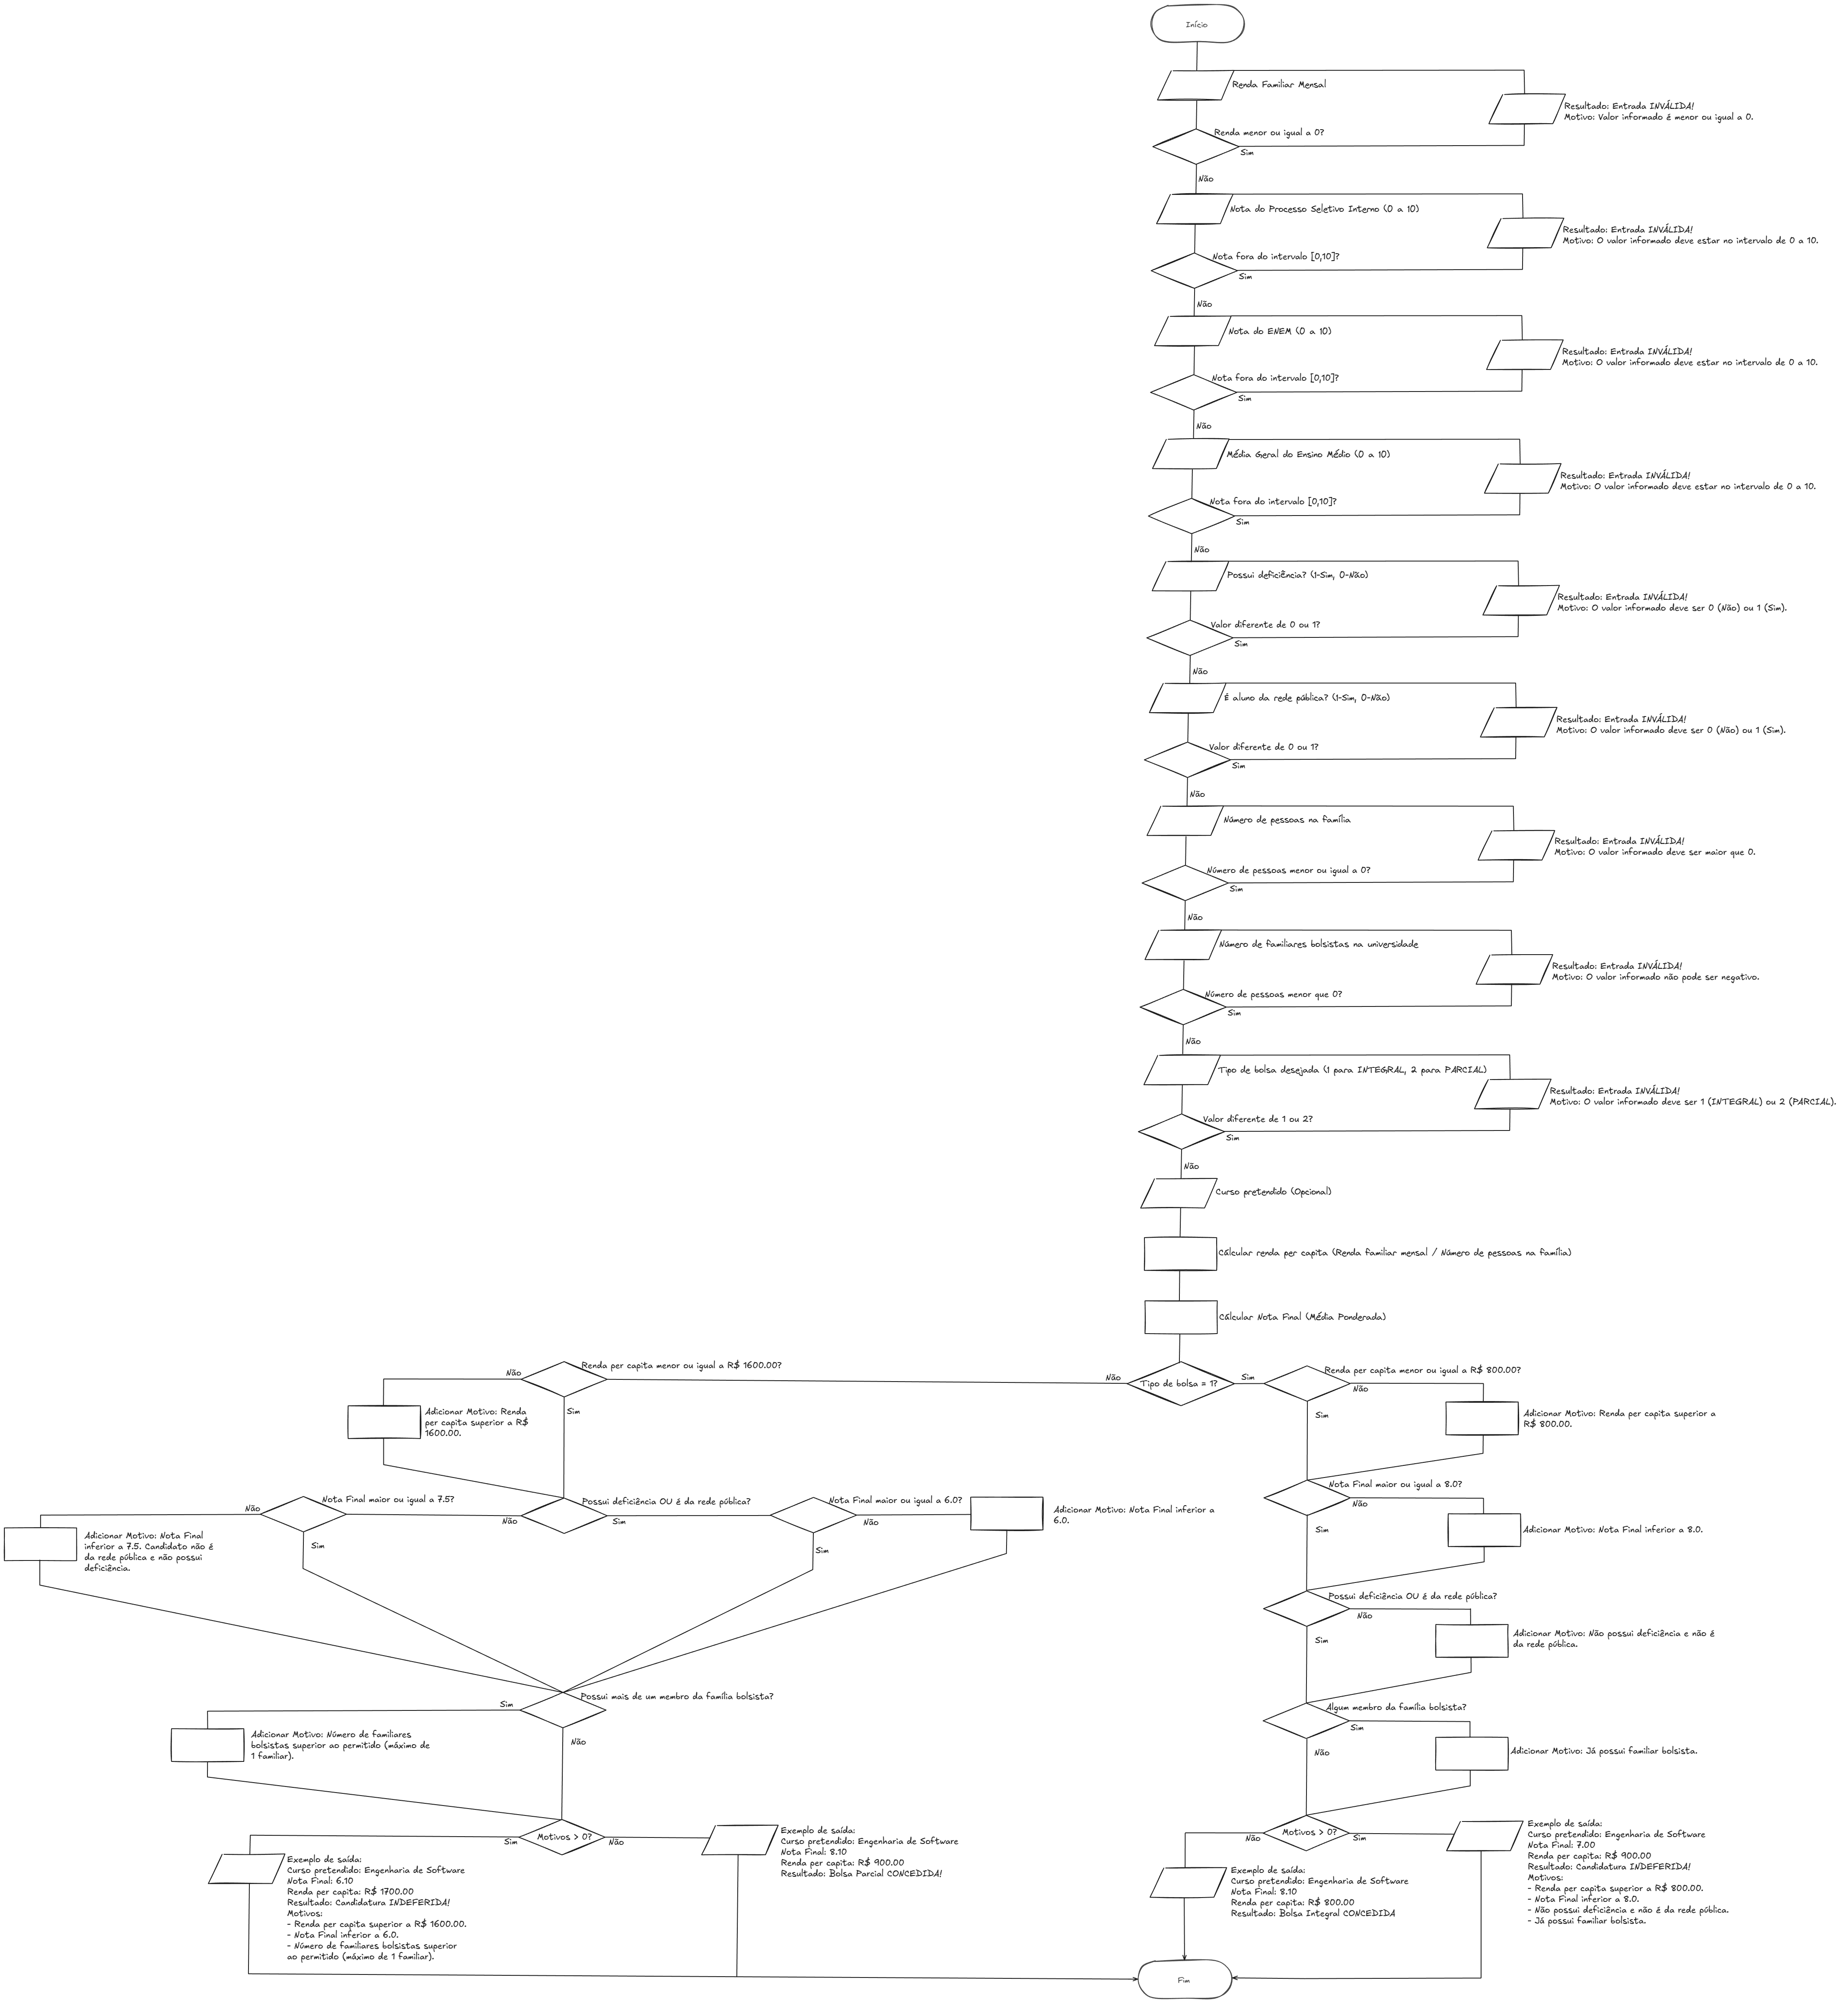 Início
Renda Familiar Mensal
Resultado: Entrada INVÁLIDA!
Motivo: Valor informado é menor ou igual a 0.
Renda menor ou igual a 0?
Sim
Não
Nota do Processo Seletivo Interno (0 a 10)
Resultado: Entrada INVÁLIDA!
Motivo: O valor informado deve estar no intervalo de 0 a 10.
Nota fora do intervalo [0,10]?
Sim
Não
Nota do ENEM (0 a 10)
Resultado: Entrada INVÁLIDA!
Motivo: O valor informado deve estar no intervalo de 0 a 10.
Nota fora do intervalo [0,10]?
Sim
Não
Média Geral do Ensino Médio (0 a 10)
Resultado: Entrada INVÁLIDA!
Motivo: O valor informado deve estar no intervalo de 0 a 10.
Nota fora do intervalo [0,10]?
Sim
Não
Possui deficiência? (1-Sim, 0-Não)
Resultado: Entrada INVÁLIDA!
Motivo: O valor informado deve ser 0 (Não) ou 1 (Sim).
Valor diferente de 0 ou 1?
Sim
Não
É aluno da rede pública? (1-Sim, 0-Não)
Resultado: Entrada INVÁLIDA!
Motivo: O valor informado deve ser 0 (Não) ou 1 (Sim).
Valor diferente de 0 ou 1?
Sim
Não
Número de pessoas na família
Resultado: Entrada INVÁLIDA!
Motivo: O valor informado deve ser maior que 0.
Número de pessoas menor ou igual a 0?
Sim
Não
Número de familiares bolsistas na universidade
Resultado: Entrada INVÁLIDA!
Motivo: O valor informado não pode ser negativo.
Número de pessoas menor que 0?
Sim
Não
Tipo de bolsa desejada (1 para INTEGRAL, 2 para PARCIAL)
Resultado: Entrada INVÁLIDA!
Motivo: O valor informado deve ser 1 (INTEGRAL) ou 2 (PARCIAL).
Valor diferente de 1 ou 2?
Sim
Não
Curso pretendido (Opcional)
Cálcular renda per capita (Renda familiar mensal / Número de pessoas na família)
Cálcular Nota Final (Média Ponderada)
Tipo de bolsa = 1?
Não
Sim
Renda per capita menor ou igual a R$ 1600.00?
Não
Sim
Adicionar Motivo: Renda
per capita superior a R$
1600.00.
Possui deficiência OU é da rede pública?
Não
Sim
Nota Final maior ou igual a 7.5?
Não
Sim
Adicionar Motivo: Nota Final
inferior a 7.5. Candidato não é
da rede pública e não possui
deficiência.
Nota Final maior ou igual a 6.0?
Não
Sim
Adicionar Motivo: Nota Final inferior a
6.0.
Possui mais de um membro da família bolsista?
Sim
Não
Adicionar Motivo: Número de familiares
bolsistas superior ao permitido (máximo de
1 familiar).
Motivos > 0?
Sim
Não
Exemplo de saída:
Curso pretendido: Engenharia de Software
Nota Final: 6.10
Renda per capita: R$ 1700.00
Resultado: Candidatura INDEFERIDA!
Motivos:
- Renda per capita superior a R$ 1600.00.
- Nota Final inferior a 6.0.
- Número de familiares bolsistas superior
ao permitido (máximo de 1 familiar).
Exemplo de saída:
Curso pretendido: Engenharia de Software
Nota Final: 8.10
Renda per capita: R$ 900.00
Resultado: Bolsa Parcial CONCEDIDA!
Renda per capita menor ou igual a R$ 800.00?
Não
Sim
Adicionar Motivo: Renda per capita superior a
R$ 800.00.
Nota Final maior ou igual a 8.0?
Não
Sim
Adicionar Motivo: Nota Final inferior a 8.0.
Possui deficiência OU é da rede pública?
Não
Sim
Adicionar Motivo: Não possui deficiência e não é
da rede pública.
Algum membro da família bolsista?
Sim
Não
Adicionar Motivo: Já possui familiar bolsista.
Motivos > 0?
Não
Sim
Exemplo de saída:
Curso pretendido: Engenharia de Software
Nota Final: 8.10
Renda per capita: R$ 800.00
Resultado: Bolsa Integral CONCEDIDA
Exemplo de saída:
Curso pretendido: Engenharia de Software
Nota Final: 7.00
Renda per capita: R$ 900.00
Resultado: Candidatura INDEFERIDA!
Motivos:
- Renda per capita superior a R$ 800.00.
- Nota Final inferior a 8.0.
- Não possui deficiência e não é da rede pública.
- Já possui familiar bolsista.
Fim